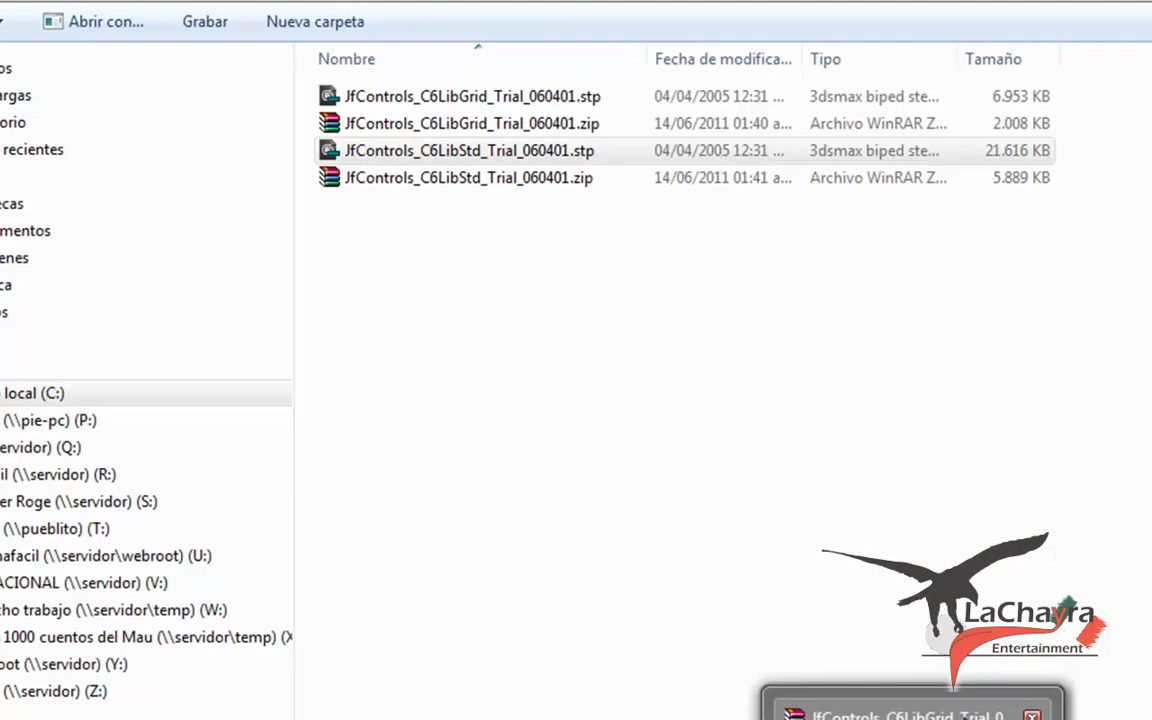 Abrir con... Grabar Nueva carpeta
Nombre Fecha de modifica... Tipo Tamaño
JfControls_C6LibGrid_Trial_060401.stp 04/04/2005 12:31 ... 3dsmax biped ste... 6.953 KB
JfControls_C6LibGrid_Trial_060401.zip 14/06/2011 01:40 a... Archivo WinRAR Z... 2.008 KB
JfControls_C6LibStd_Trial_060401.stp 04/04/2005 12:31 ... 3dsmax biped ste... 21.616 KB
JfControls_C6LibStd_Trial_060401.zip 14/06/2011 01:41 a... Archivo WinRAR Z... 5.889 KB
os
argas
orio
recientes
ecas
mentos
enes
ca
os
local (C:)
(\\pie-pc) (P:)
ervidor) (Q:)
il (\\servidor) (R:)
er Roge (\\servidor) (S:)
(\\pueblito) (T:)
nafacil (\\servidor\webroot) (U:)
ACIONAL (\\servidor) (V:)
cho trabajo (\\servidor\temp) (W:)
1000 cuentos del Mau (\\servidor\temp) (X
oot (\\servidor) (Y:)
(\\servidor) (Z:)
LaChayra
Entertainment
JfControls_C6LibGrid_Trial_0